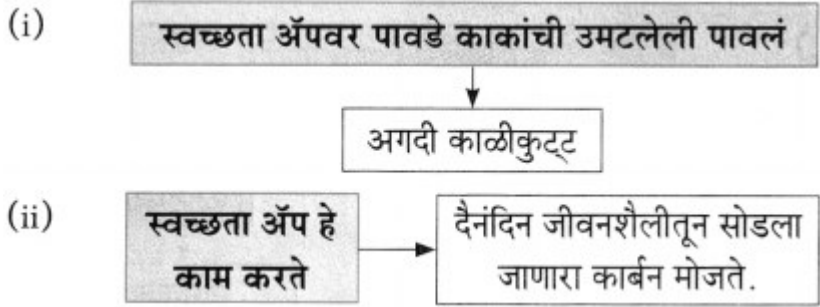 (i) स्वच्छता ॲपवर पावडे काकांची उमटलेली पावलं
अगदी काळीकुट्ट
(ii) स्वच्छता ॲप हे
काम करते
दैनंदिन जीवनशैलीतून सोडला
जाणारा कार्बन मोजते.